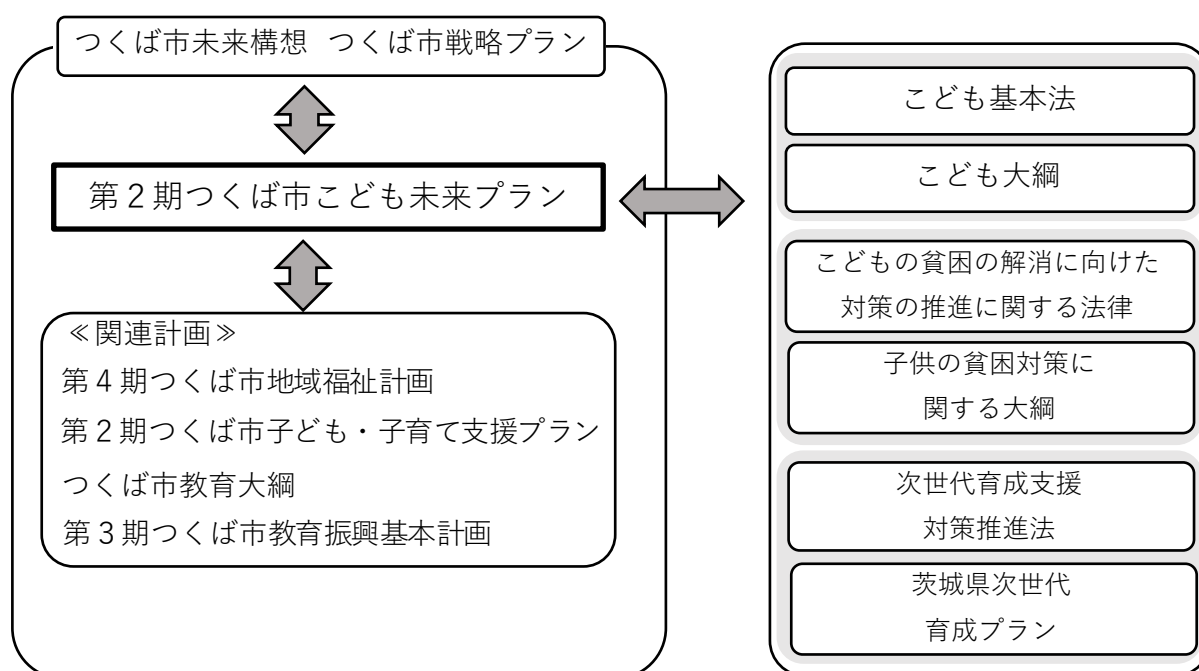 つくば市未来構想 つくば市戦略プラン
第２期つくば市こども未来プラン
≪関連計画≫
第４期つくば市地域福祉計画
第２期つくば市子ども・子育て支援プラン
つくば市教育大綱
第３期つくば市教育振興基本計画
こども基本法
こども大綱
こどもの貧困の解消に向けた
対策の推進に関する法律
子供の貧困対策に
関する大綱
次世代育成支援
対策推進法
茨城県次世代
育成プラン